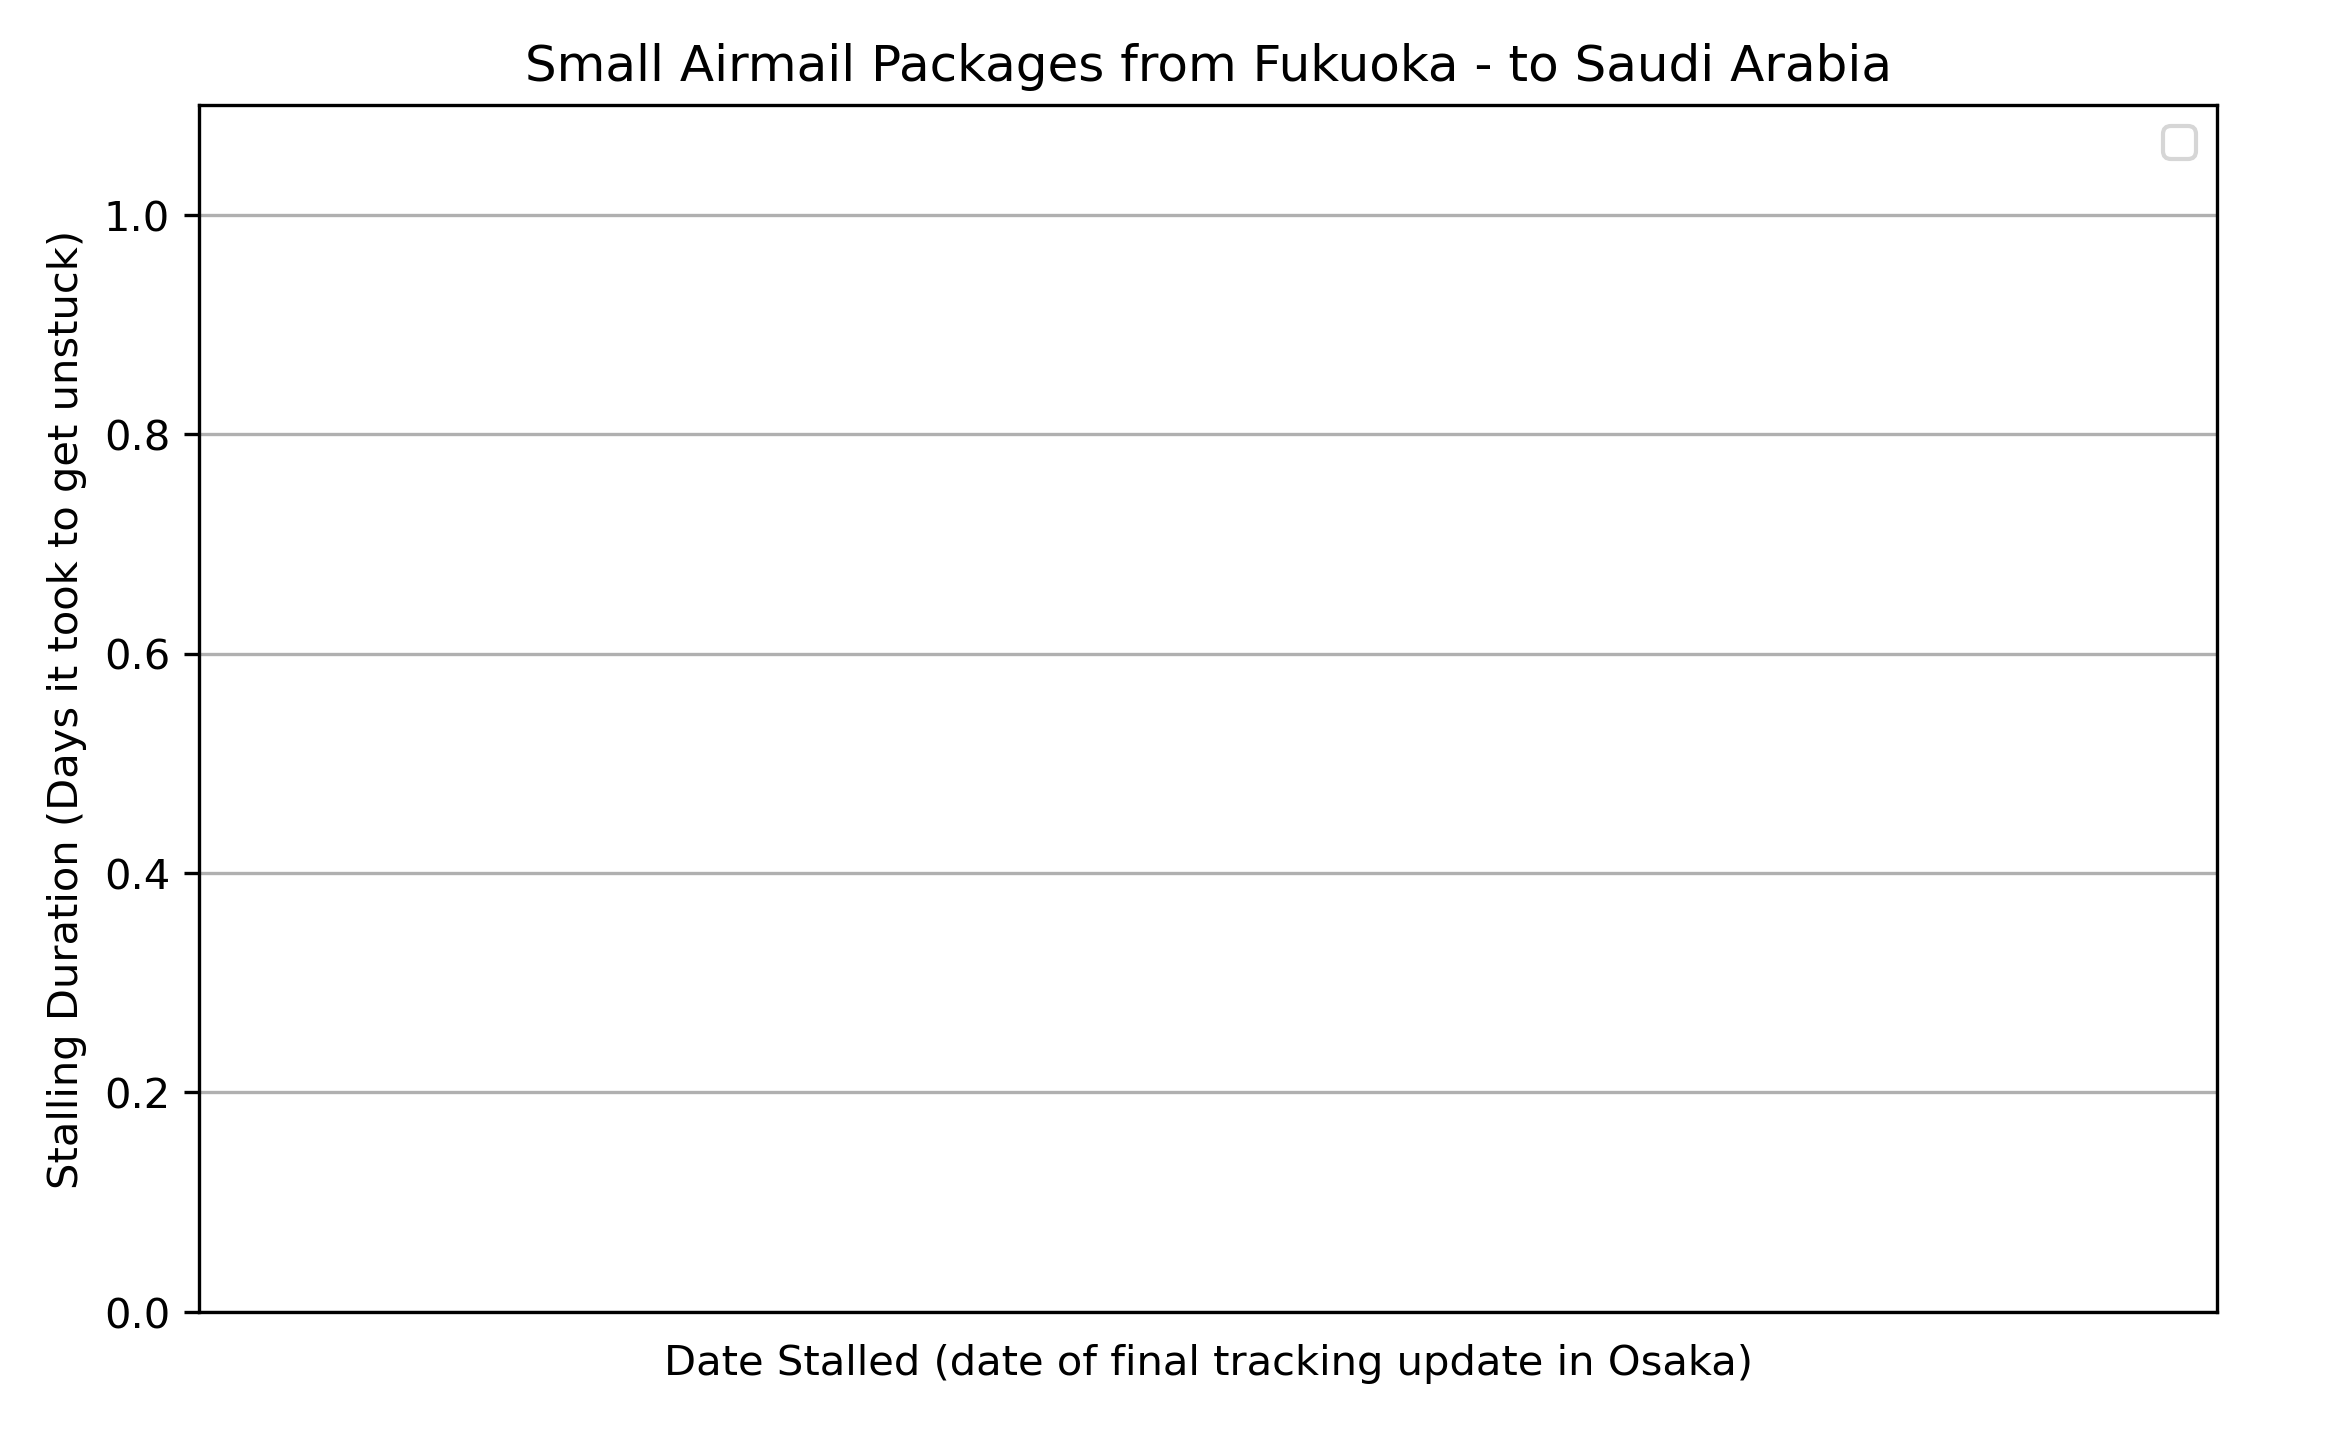 Small Airmail Packages from Fukuoka - to Saudi Arabia
Stalling Duration (Days it took to get unstuck)
1.0
0.8
0.6
0.4
0.2
0.0
Date Stalled (date of final tracking update in Osaka)